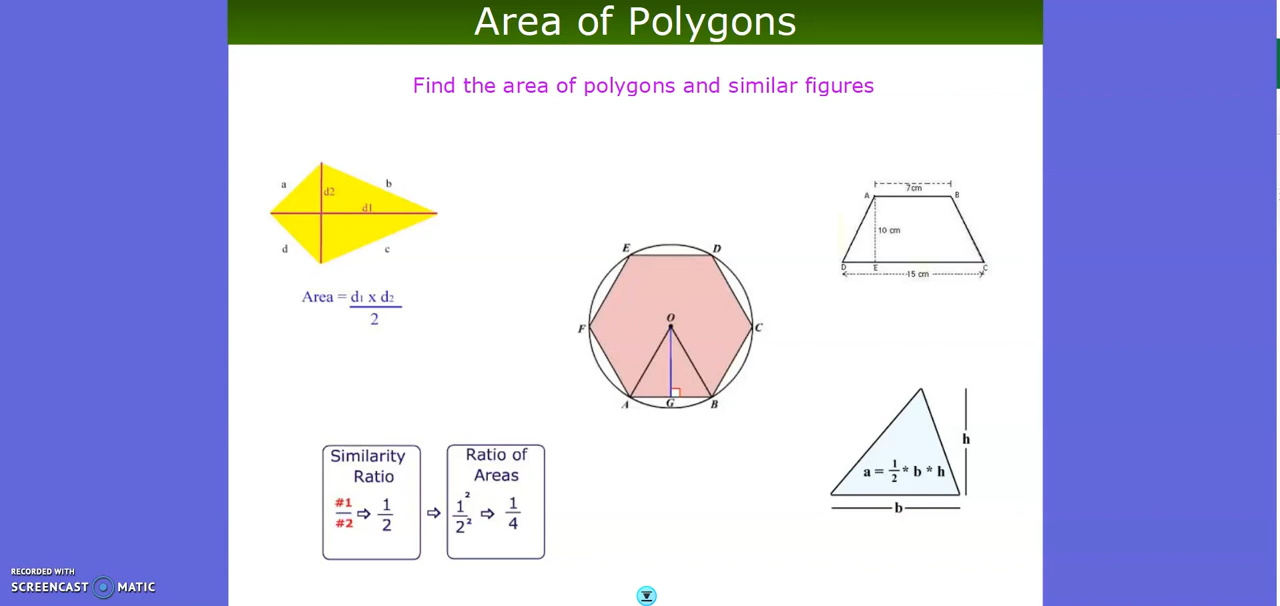 Area of Polygons
Find the area of polygons and similar figures
a
b
d2
d1
d
c
Area = d1 x d2
2
7cm
A
B
10 cm
D
E
C
15 cm
E
D
O
F
C
A
G
B
h
a = 1/2 * b * h
b
Similarity
Ratio
#1
#2
⇨ 1/2
⇨
Ratio of
Areas
1²/2² ⇨ 1/4
RECORDED WITH
SCREENCAST MATIC